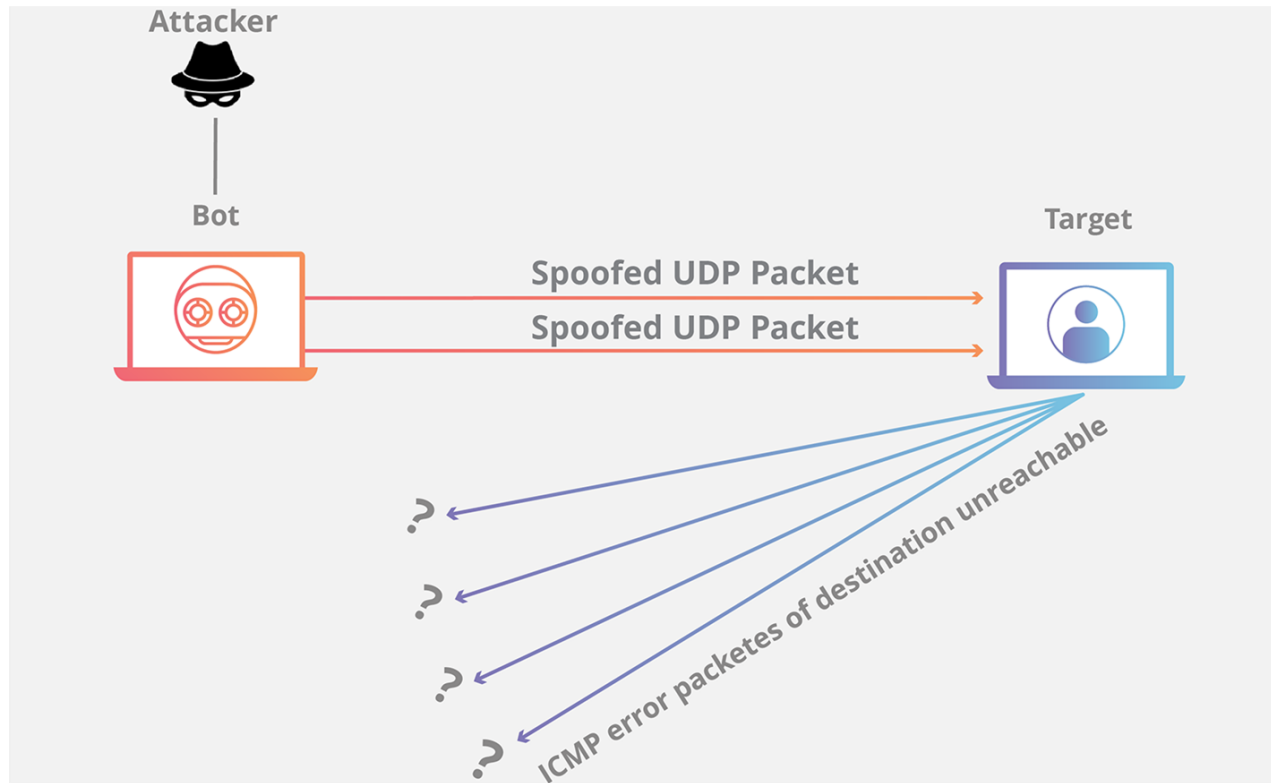 Attacker
Bot
Target
Spoofed UDP Packet
Spoofed UDP Packet
?
?
?
?
ICMP error packetes of destination unreachable